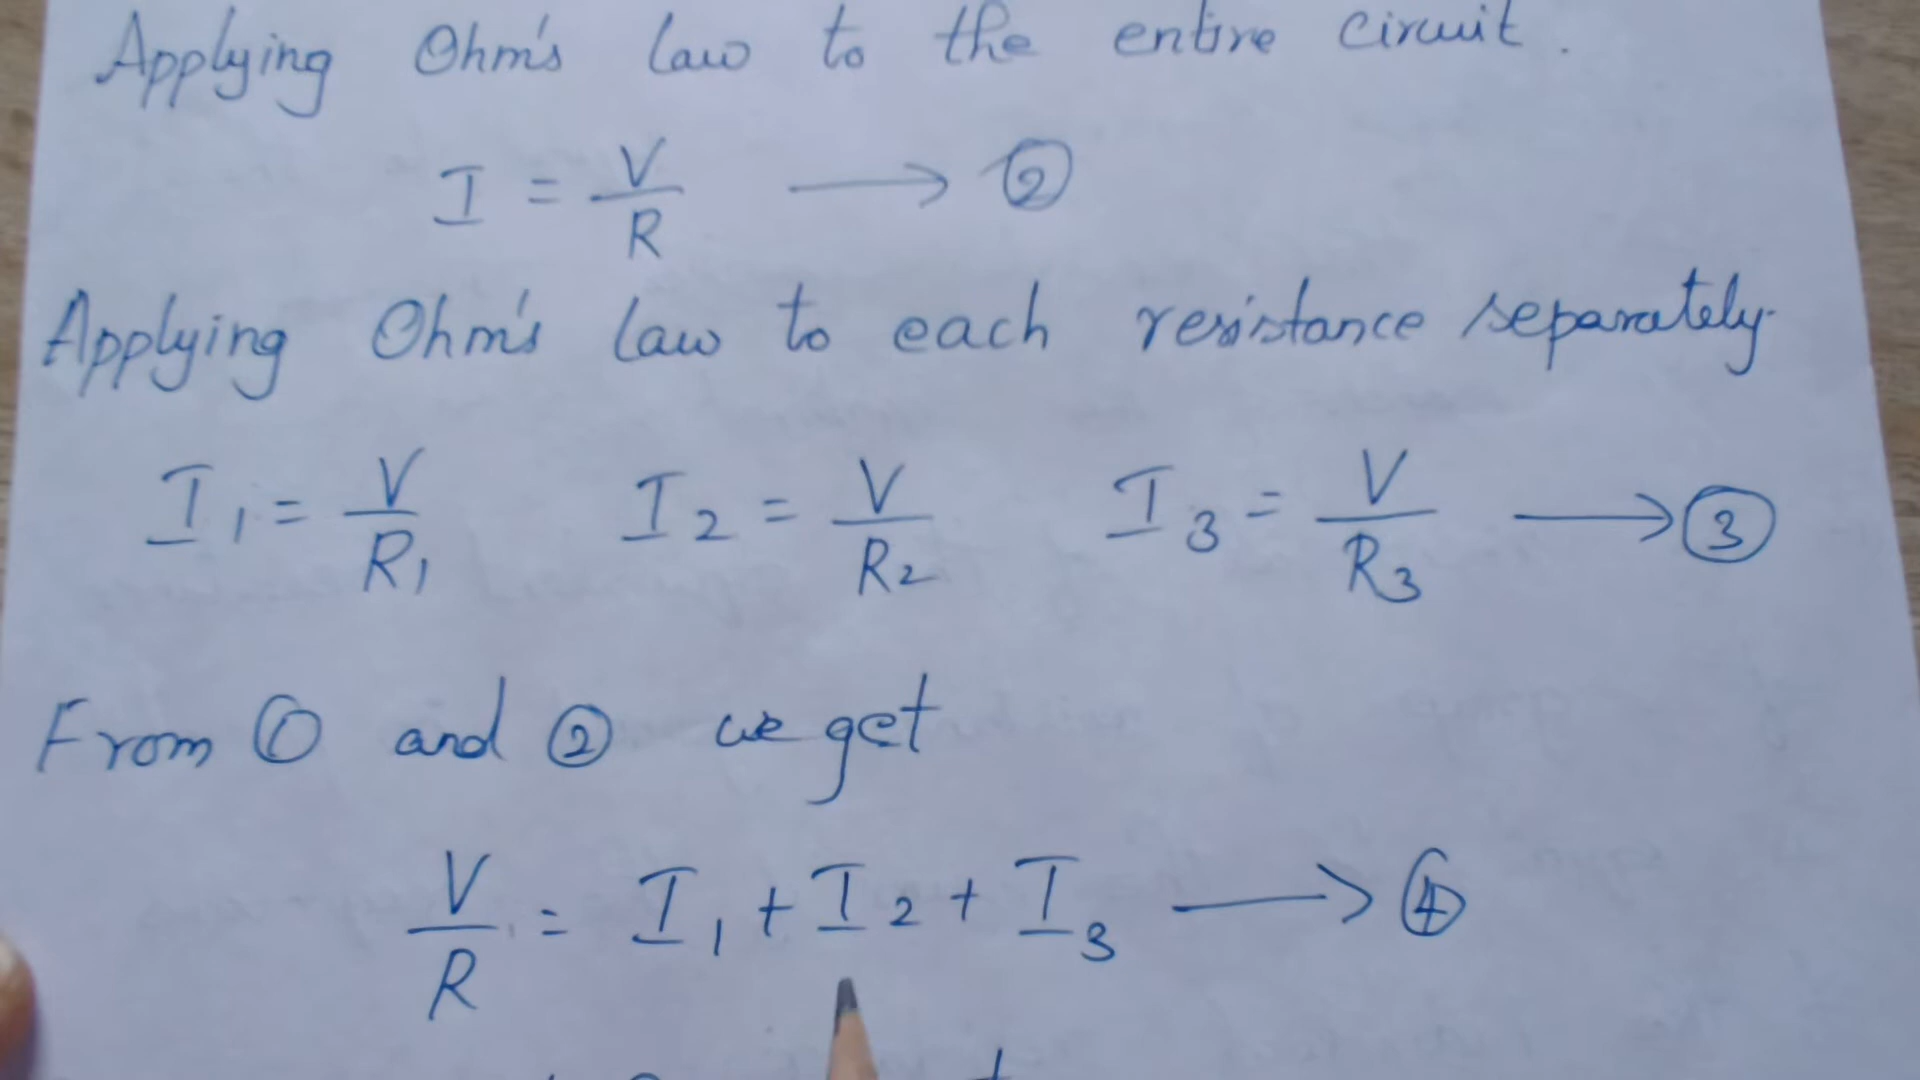 Applying Ohm's law to the entire circuit.
I = V/R → ②
Applying Ohm's law to each resistance separately.
I₁ = V/R₁ I₂ = V/R₂ I₃ = V/R₃ → ③
From ① and ② we get
V/R = I₁ + I₂ + I₃ → ④